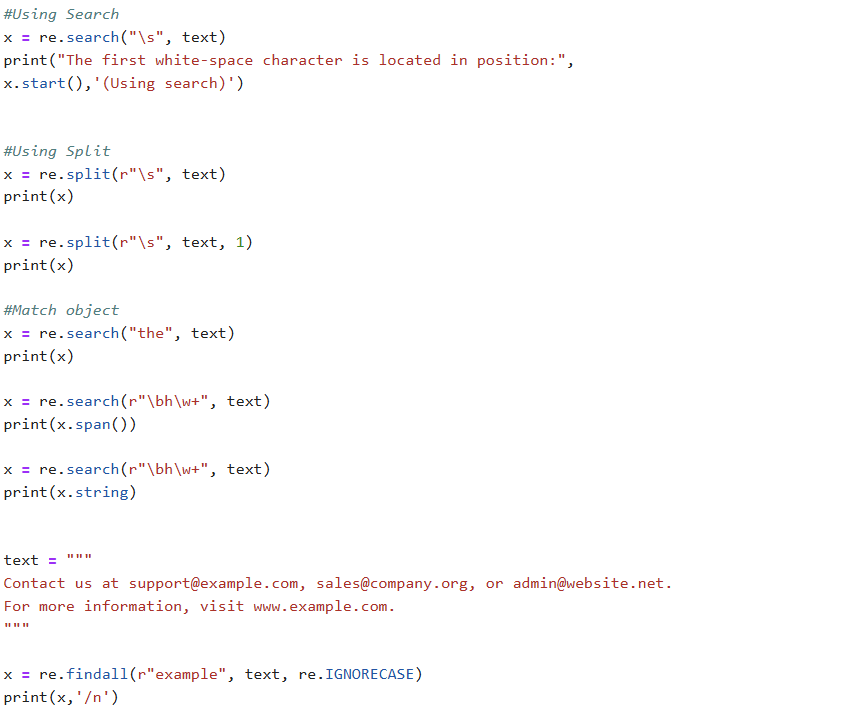 #Using Search
x = re.search("\s", text)
print("The first white-space character is located in position:",
x.start(),'(Using search)')
#Using Split
x = re.split(r"\s", text)
print(x)
x = re.split(r"\s", text, 1)
print(x)
#Match object
x = re.search("the", text)
print(x)
x = re.search(r"\bh\w+", text)
print(x.span())
x = re.search(r"\bh\w+", text)
print(x.string)
text = """
Contact us at support@example.com, sales@company.org, or admin@website.net.
For more information, visit www.example.com.
"""
x = re.findall(r"example", text, re.IGNORECASE)
print(x,'/n')